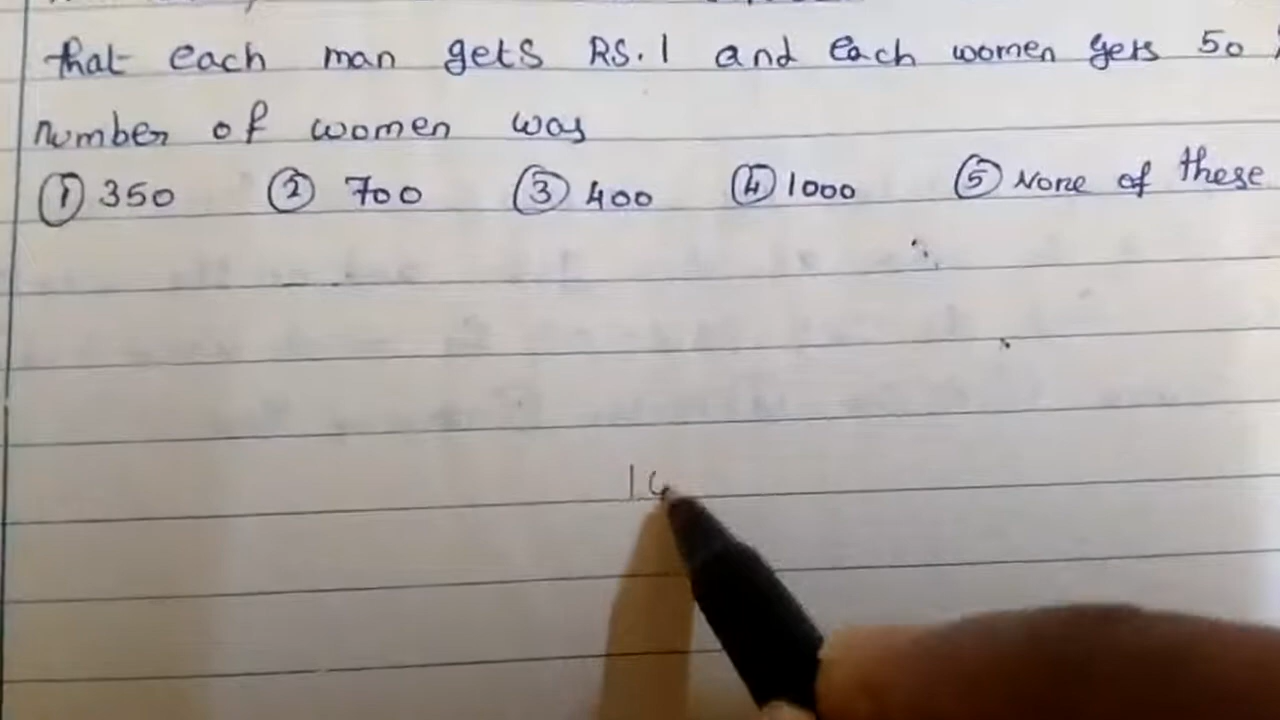 that each man gets RS.1 and each women gets 50
number of women was
① 350 ② 700 ③ 400 ④ 1000 ⑤ None of these